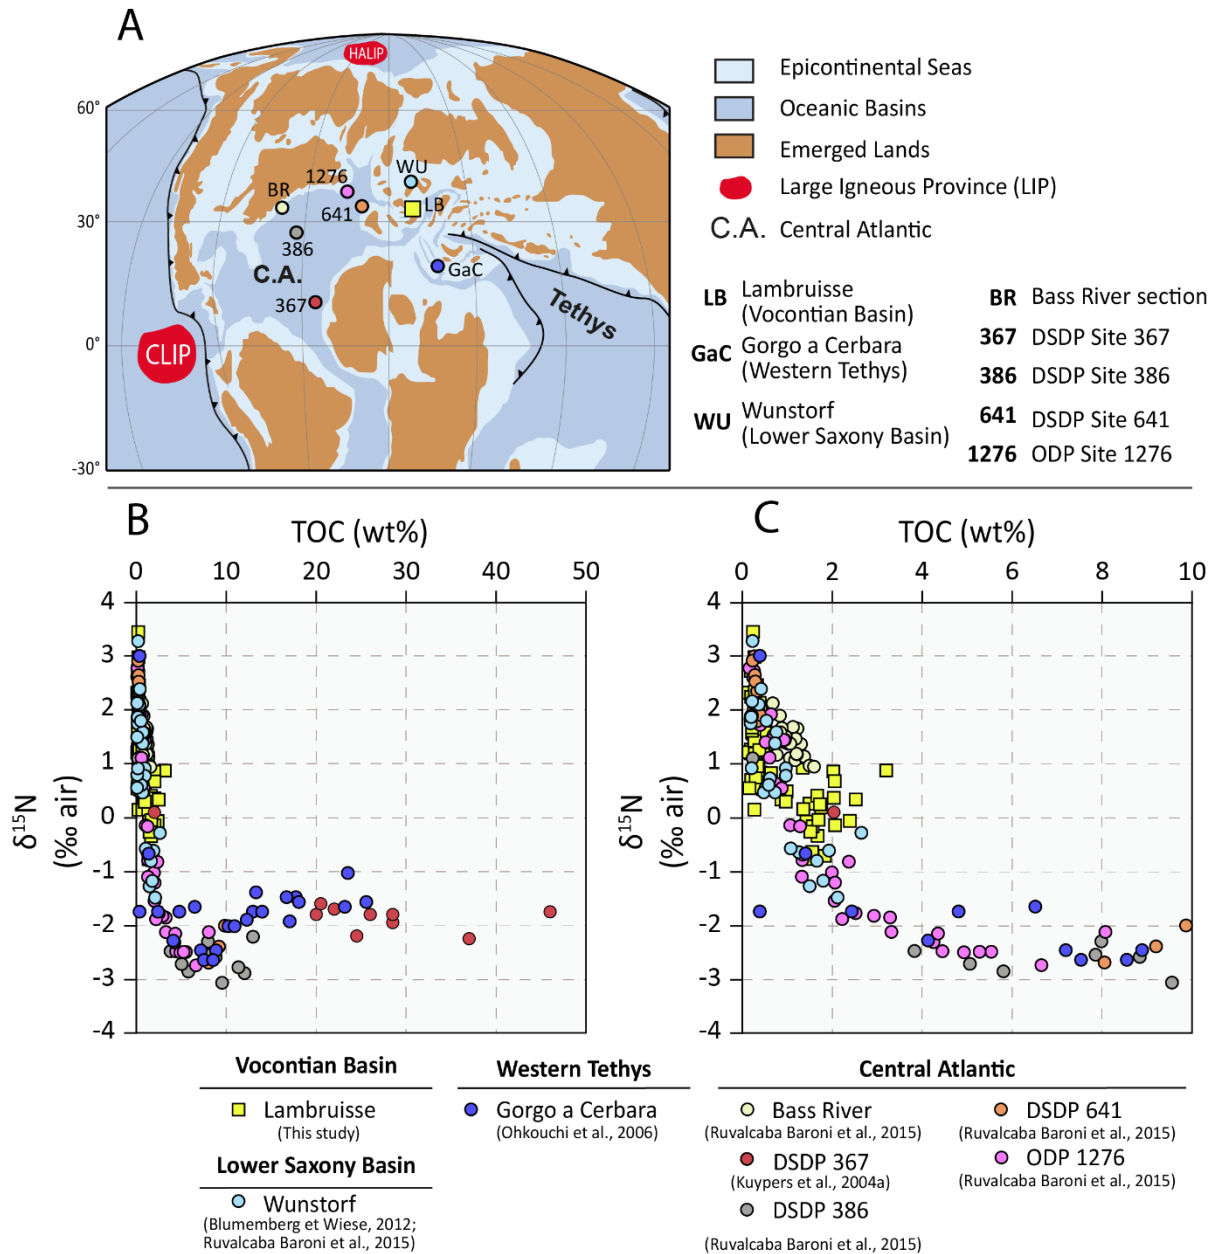 A
HALIP
60°
30°
0°
-30°
WU
1276
BR
LB
641
386
C.A.
GaC
367
Tethys
CLIP
Epicontinental Seas
Oceanic Basins
Emerged Lands
Large Igneous Province (LIP)
C.A. Central Atlantic
LB Lambruisse
(Vocontian Basin)
GaC Gorgo a Cerbara
(Western Tethys)
WU Wunstorf
(Lower Saxony Basin)
BR Bass River section
367 DSDP Site 367
386 DSDP Site 386
641 DSDP Site 641
1276 ODP Site 1276
B
TOC (wt%)
0 10 20 30 40 50
4
3
2
1
0
-1
-2
-3
-4
δ15N
(‰ air)
C
TOC (wt%)
0 2 4 6 8 10
4
3
2
1
0
-1
-2
-3
-4
δ15N
(‰ air)
Vocontian Basin
Lambruisse
(This study)
Lower Saxony Basin
Wunstorf
(Blumemberg et Wiese, 2012;
Ruvalcaba Baroni et al., 2015)
Western Tethys
Gorgo a Cerbara
(Ohkouchi et al., 2006)
Central Atlantic
Bass River
(Ruvalcaba Baroni et al., 2015)
DSDP 367
(Kuypers et al., 2004a)
DSDP 386
(Ruvalcaba Baroni et al., 2015)
DSDP 641
(Ruvalcaba Baroni et al., 2015)
ODP 1276
(Ruvalcaba Baroni et al., 2015)